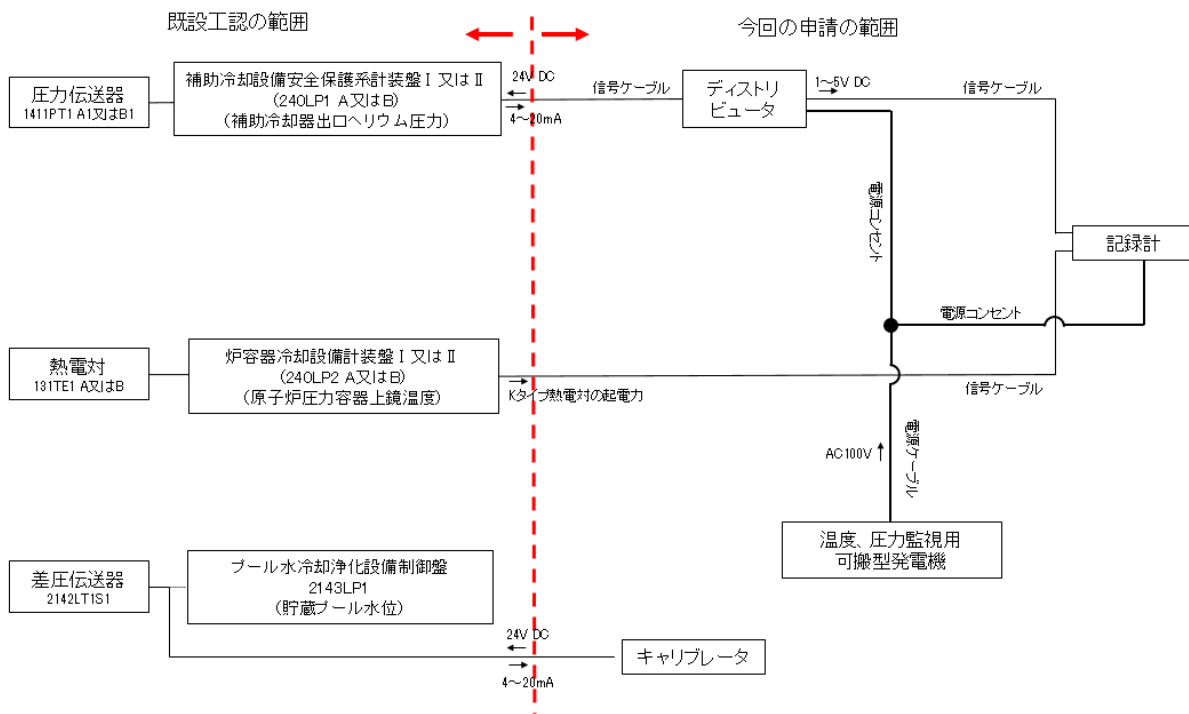 既設工認の範囲
今回の申請の範囲
圧力伝送器
1411PT1 A1又はB1
補助冷却設備安全保護系計装盤Ⅰ又はⅡ
(240LP1 A又はB)
(補助冷却器出口ヘリウム圧力)
24V DC
4～20mA
信号ケーブル
ディストリ
ビュータ
1～5V DC
信号ケーブル
電源コンセント
記録計
電源コンセント
熱電対
131TE1 A又はB
炉容器冷却設備計装盤Ⅰ又はⅡ
(240LP2 A又はB)
(原子炉圧力容器上鏡温度)
Kタイプ熱電対の起電力
信号ケーブル
AC100V
電源ケーブル
温度、圧力監視用
可搬型発電機
差圧伝送器
2142LT1S1
プール水冷却浄化設備制御盤
2143LP1
(貯蔵プール水位)
24V DC
4～20mA
キャリブレータ